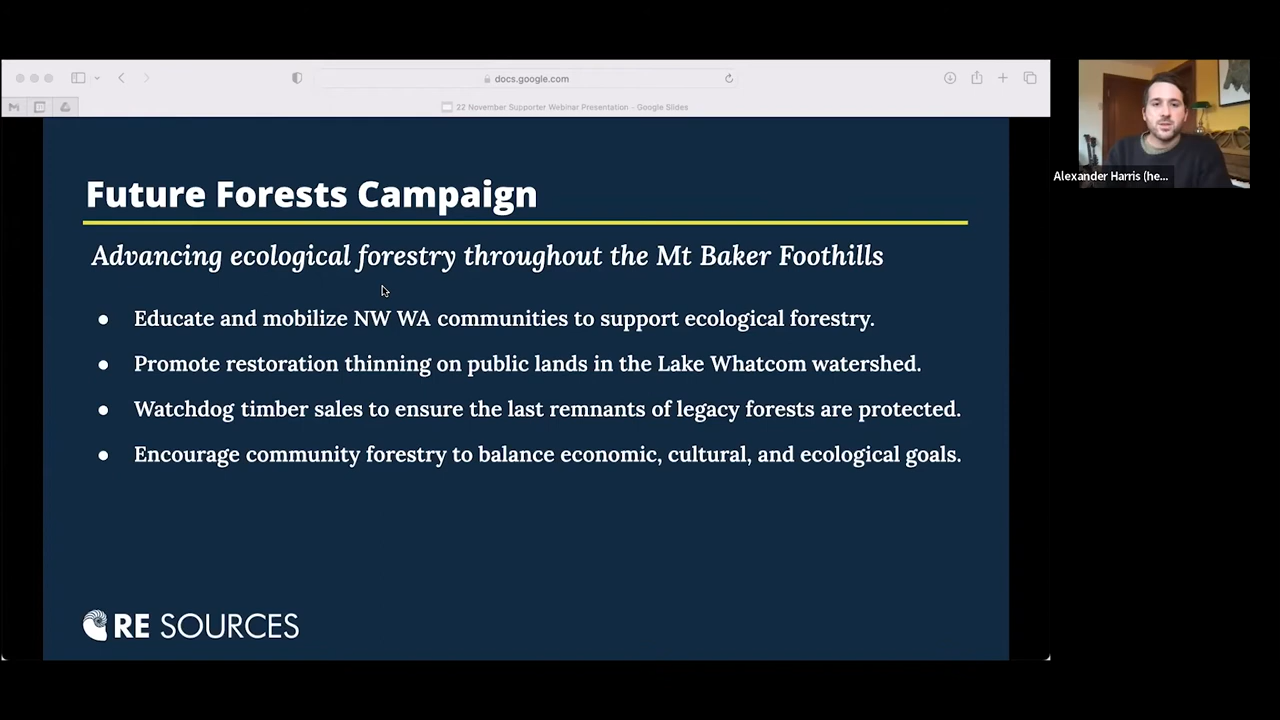 docs.google.com
22 November Supporter Webinar Presentation - Google Slides
Future Forests Campaign
Advancing ecological forestry throughout the Mt Baker Foothills
● Educate and mobilize NW WA communities to support ecological forestry.
● Promote restoration thinning on public lands in the Lake Whatcom watershed.
● Watchdog timber sales to ensure the last remnants of legacy forests are protected.
● Encourage community forestry to balance economic, cultural, and ecological goals.
RE SOURCES
Alexander Harris (he...